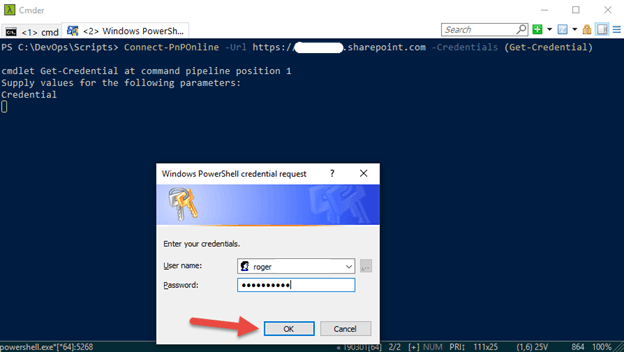 Cmder
<1> cmd
<2> Windows PowerSh...
Search
PS C:\DevOps\Scripts> Connect-PnPOnline -Url https://.sharepoint.com -Credentials (Get-Credential)
cmdlet Get-Credential at command pipeline position 1
Supply values for the following parameters:
Credential
Windows PowerShell credential request
Enter your credentials.
User name:
roger
Password:
••••••••••
OK
Cancel
powershell.exe*[*64]:5268
« 190301[64] 2/2 [+] NUM PRI↕ 111x25 (1,6) 25V 864 100%